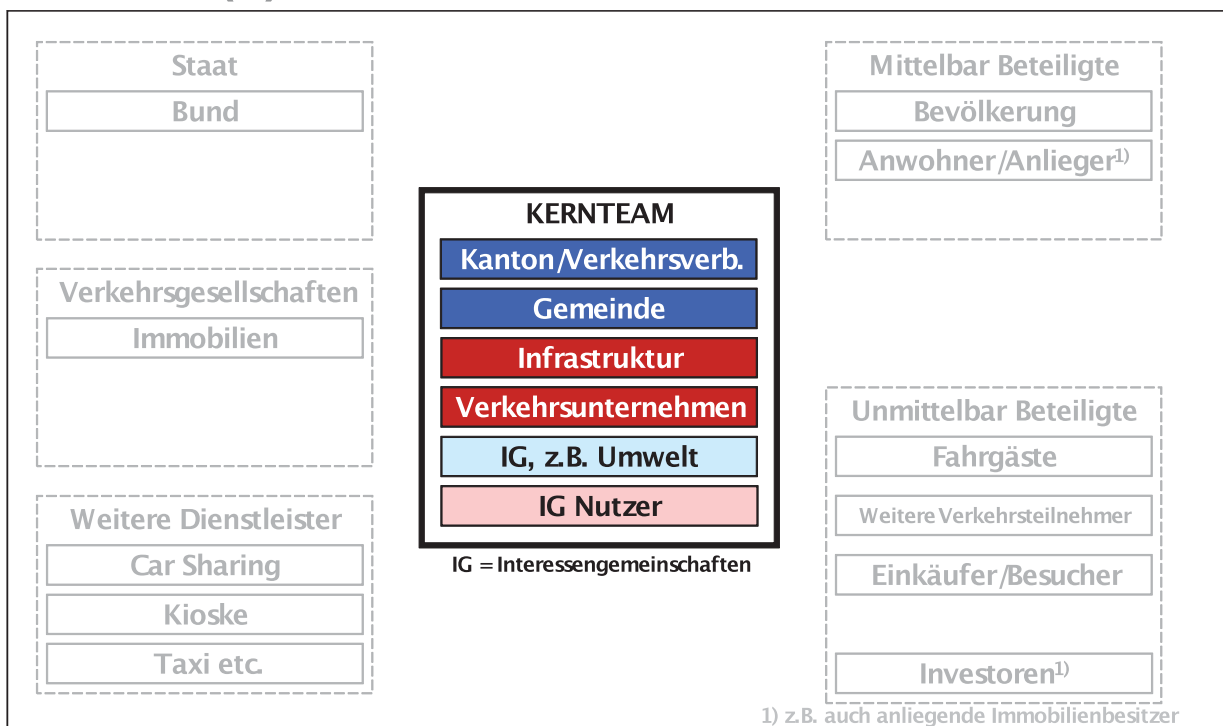 Staat
Bund
Verkehrsgesellschaften
Immobilien
Weitere Dienstleister
Car Sharing
Kioske
Taxi etc.
KERNTEAM
Kanton/Verkehrsverb.
Gemeinde
Infrastruktur
Verkehrsunternehmen
IG, z.B. Umwelt
IG Nutzer
IG = Interessengemeinschaften
Mittelbar Beteiligte
Bevölkerung
Anwohner/Anlieger1)
Unmittelbar Beteiligte
Fahrgäste
Weitere Verkehrsteilnehmer
Einkäufer/Besucher
Investoren1)
1) z.B. auch anliegende Immobilienbesitzer